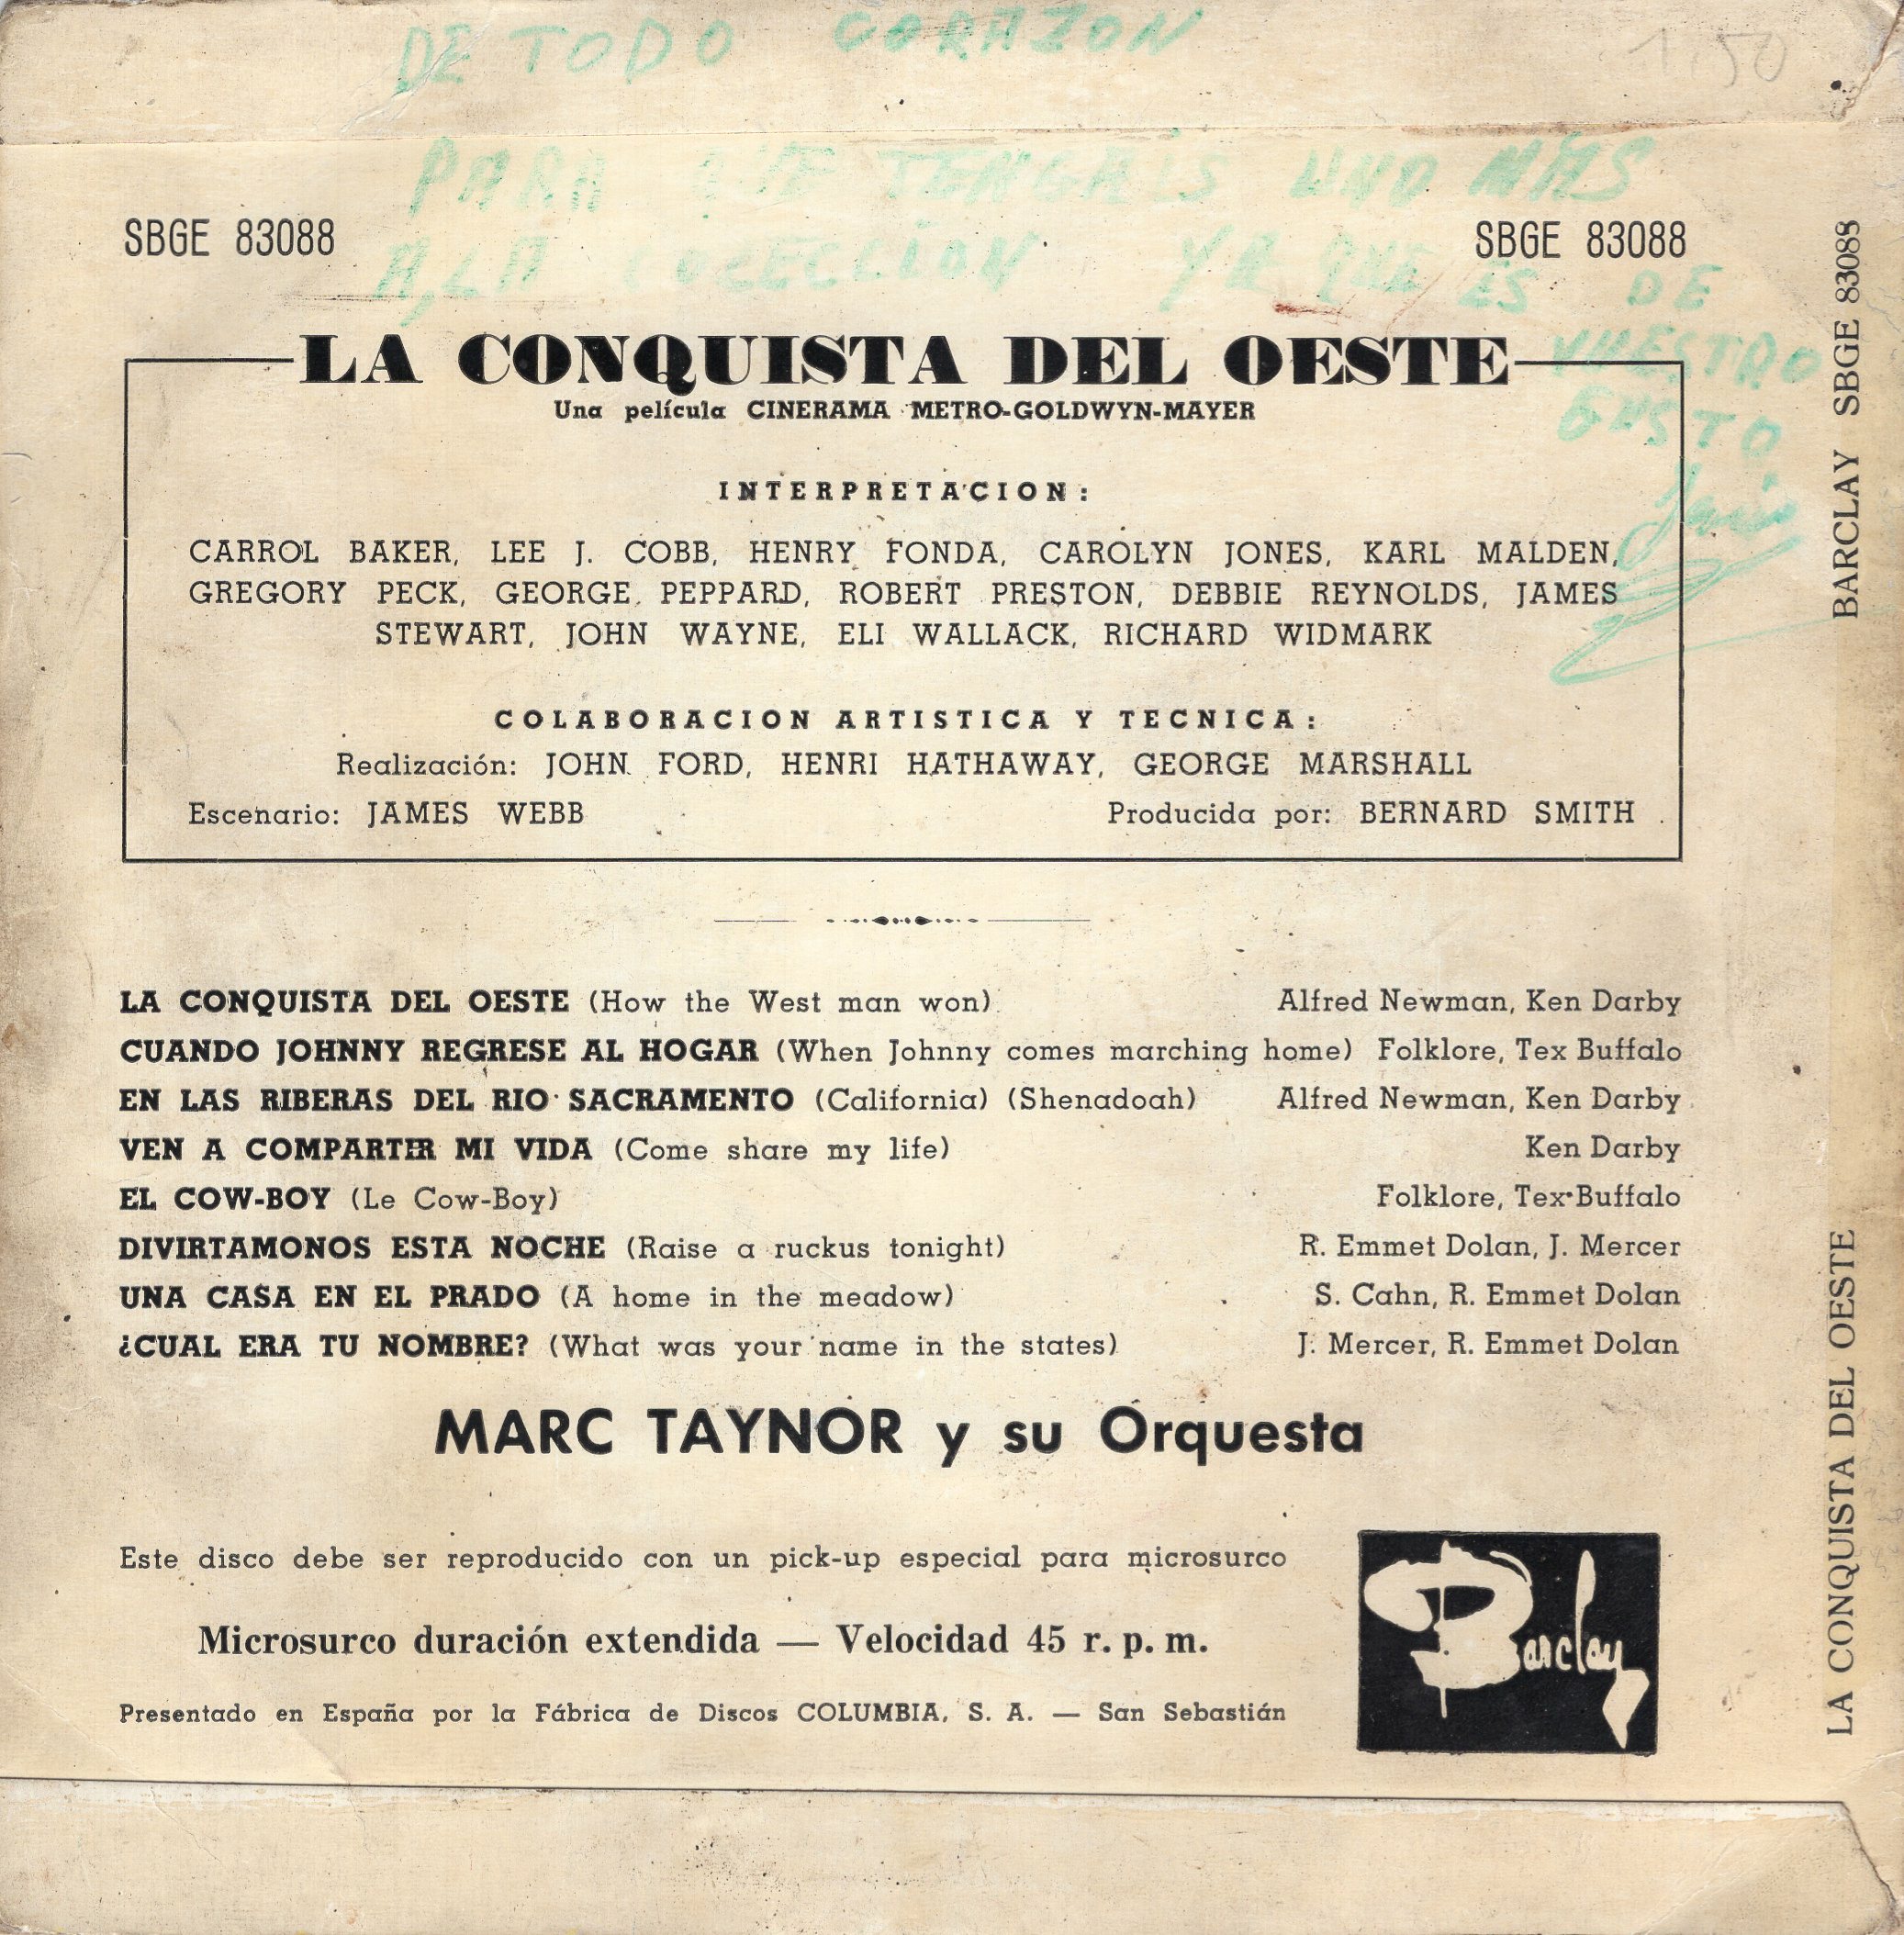 DE TODO CORAZON
1.50
PARA QUE TENGAIS UNO MAS
A LA COLECCION YA QUE ES DE
VUESTRO
GUSTO
SBGE 83088
SBGE 83088
LA CONQUISTA DEL OESTE
Una película CINERAMA METRO-GOLDWYN-MAYER
INTERPRETACION:
CARROL BAKER, LEE J. COBB, HENRY FONDA, CAROLYN JONES, KARL MALDEN,
GREGORY PECK, GEORGE PEPPARD, ROBERT PRESTON, DEBBIE REYNOLDS, JAMES
STEWART, JOHN WAYNE, ELI WALLACK, RICHARD WIDMARK
COLABORACION ARTISTICA Y TECNICA:
Realización: JOHN FORD, HENRI HATHAWAY, GEORGE MARSHALL
Escenario: JAMES WEBB Producida por: BERNARD SMITH
LA CONQUISTA DEL OESTE (How the West man won) Alfred Newman, Ken Darby
CUANDO JOHNNY REGRESE AL HOGAR (When Johnny comes marching home) Folklore, Tex Buffalo
EN LAS RIBERAS DEL RIO SACRAMENTO (California) (Shenadoah) Alfred Newman, Ken Darby
VEN A COMPARTIR MI VIDA (Come share my life) Ken Darby
EL COW-BOY (Le Cow-Boy) Folklore, Tex Buffalo
DIVIRTAMONOS ESTA NOCHE (Raise a ruckus tonight) R. Emmet Dolan, J. Mercer
UNA CASA EN EL PRADO (A home in the meadow) S. Cahn, R. Emmet Dolan
¿CUAL ERA TU NOMBRE? (What was your name in the states) J. Mercer, R. Emmet Dolan
MARC TAYNOR y su Orquesta
Este disco debe ser reproducido con un pick-up especial para microsurco
Microsurco duración extendida — Velocidad 45 r. p. m.
Presentado en España por la Fábrica de Discos COLUMBIA, S. A. — San Sebastián
Barclay
BARCLAY SBGE 83088
LA CONQUISTA DEL OESTE